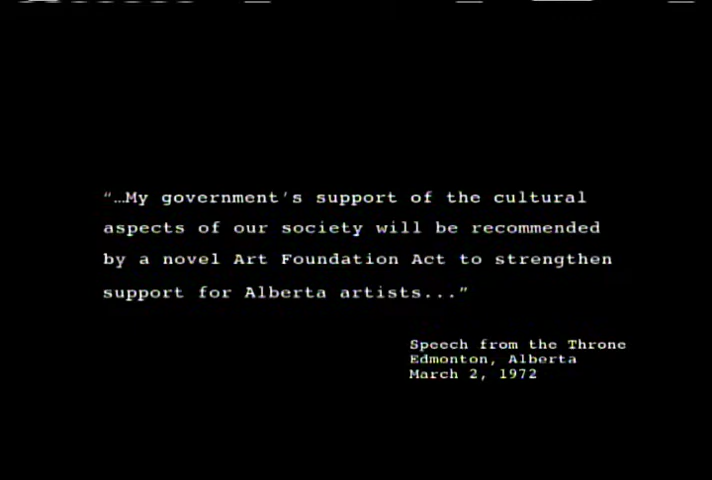 “…My government's support of the cultural
aspects of our society will be recommended
by a novel Art Foundation Act to strengthen
support for Alberta artists...”
Speech from the Throne
Edmonton, Alberta
March 2, 1972